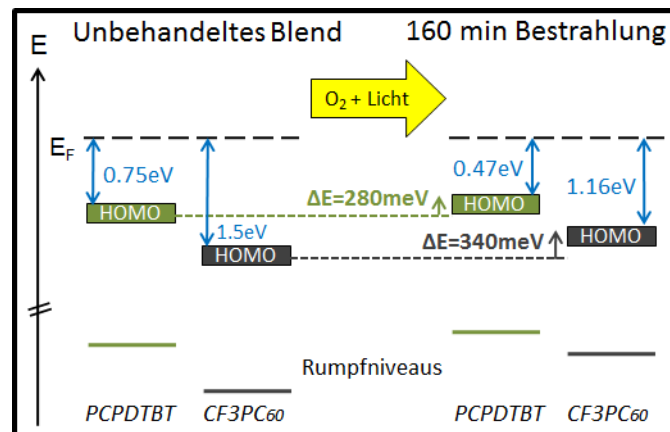 Unbehandeltes Blend
160 min Bestrahlung
E
O2 + Licht
EF
0.75eV
0.47eV
1.16eV
ΔE=280meV
HOMO
HOMO
1.5eV
HOMO
ΔE=340meV
HOMO
Rumpfniveaus
PCPDTBT
CF3PC60
PCPDTBT
CF3PC60